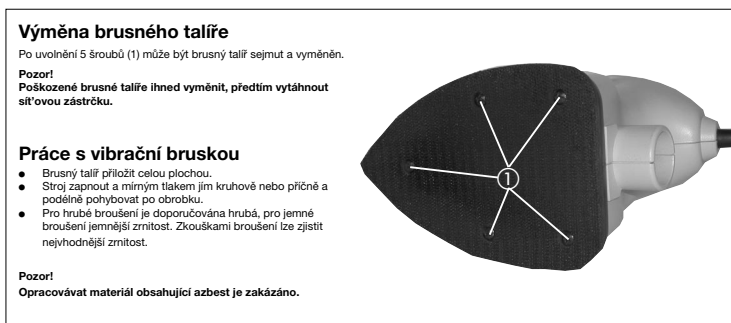 Výměna brusného talíře
Po uvolnění 5 šroubů (1) může být brusný talíř sejmut a vyměněn.
Pozor!
Poškozené brusné talíře ihned vyměnit, předtím vytáhnout
síťovou zástrčku.
Práce s vibrační bruskou
● Brusný talíř přiložit celou plochou.
● Stroj zapnout a mírným tlakem jím kruhově nebo příčně a
podélně pohybovat po obrobku.
● Pro hrubé broušení je doporučována hrubá, pro jemné
broušení jemnější zrnitost. Zkouškami broušení lze zjistit
nejvhodnější zrnitost.
Pozor!
Opracovávat materiál obsahující azbest je zakázáno.
1